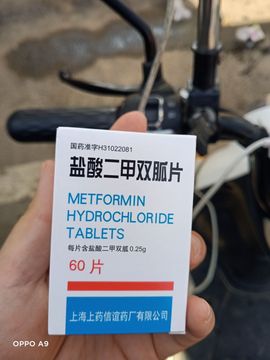 国药准字H31022081
盐酸二甲双胍片
METFORMIN
HYDROCHLORIDE
TABLETS
每片含盐酸二甲双胍0.25g
60片
上海上药信谊药厂有限公司
OPPO A9